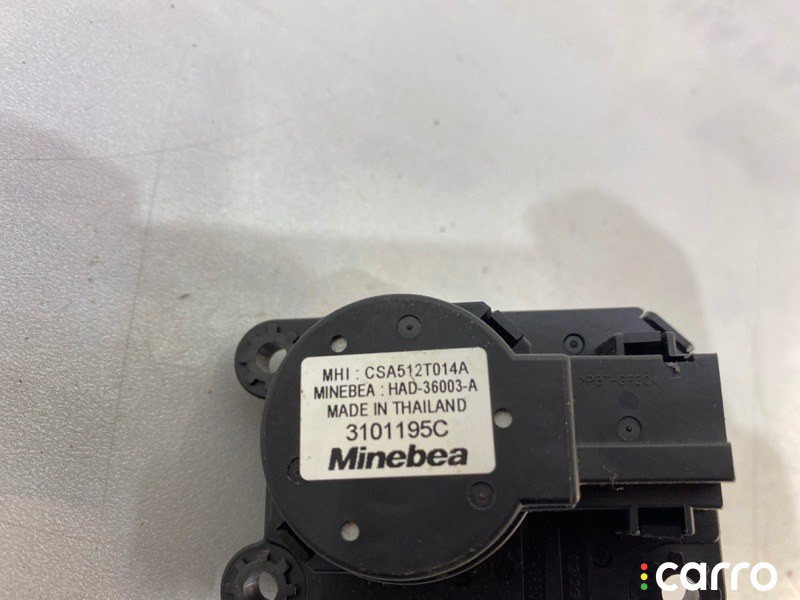 MHI : CSA512T014A
MINEBEA : HAD-36003-A
MADE IN THAILAND
3101195C
Minebea
carro